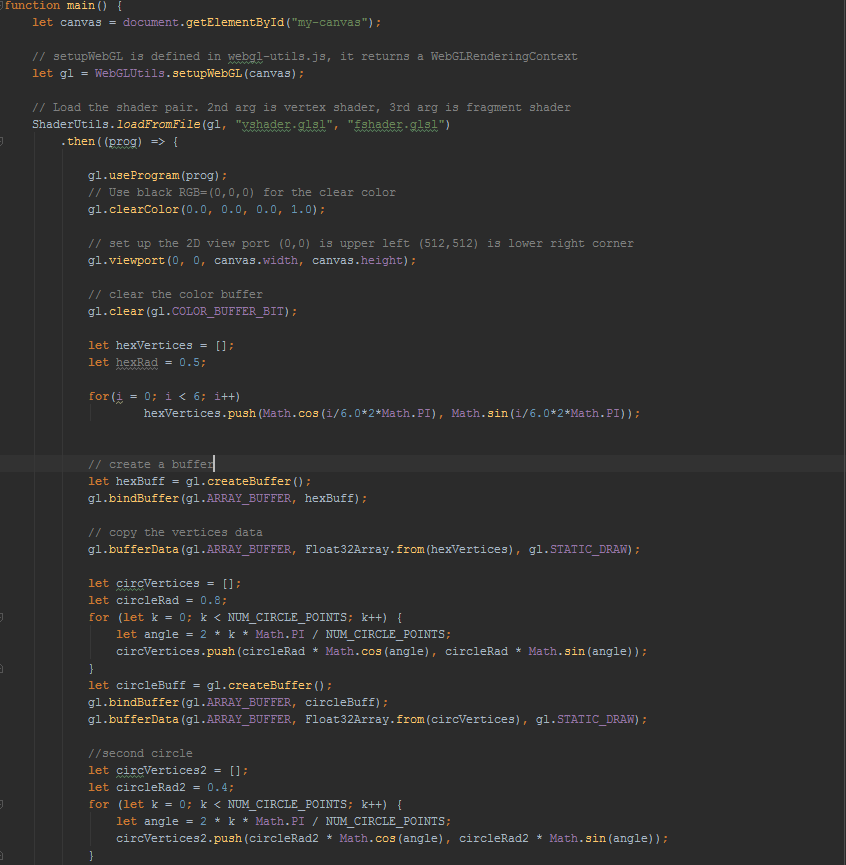 function main() {
let canvas = document.getElementById("my-canvas");
// setupWebGL is defined in webgl-utils.js, it returns a WebGLRenderingContext
let gl = WebGLUtils.setupWebGL(canvas);
// Load the shader pair. 2nd arg is vertex shader, 3rd arg is fragment shader
ShaderUtils.loadFromFile(gl, "vshader.glsl", "fshader.glsl")
.then((prog) => {
gl.useProgram(prog);
// Use black RGB=(0,0,0) for the clear color
gl.clearColor(0.0, 0.0, 0.0, 1.0);
// set up the 2D view port (0,0) is upper left (512,512) is lower right corner
gl.viewport(0, 0, canvas.width, canvas.height);
// clear the color buffer
gl.clear(gl.COLOR_BUFFER_BIT);
let hexVertices = [];
let hexRad = 0.5;
for(i = 0; i < 6; i++)
hexVertices.push(Math.cos(i/6.0*2*Math.PI), Math.sin(i/6.0*2*Math.PI));
// create a buffer
let hexBuff = gl.createBuffer();
gl.bindBuffer(gl.ARRAY_BUFFER, hexBuff);
// copy the vertices data
gl.bufferData(gl.ARRAY_BUFFER, Float32Array.from(hexVertices), gl.STATIC_DRAW);
let circVertices = [];
let circleRad = 0.8;
for (let k = 0; k < NUM_CIRCLE_POINTS; k++) {
let angle = 2 * k * Math.PI / NUM_CIRCLE_POINTS;
circVertices.push(circleRad * Math.cos(angle), circleRad * Math.sin(angle));
}
let circleBuff = gl.createBuffer();
gl.bindBuffer(gl.ARRAY_BUFFER, circleBuff);
gl.bufferData(gl.ARRAY_BUFFER, Float32Array.from(circVertices), gl.STATIC_DRAW);
//second circle
let circVertices2 = [];
let circleRad2 = 0.4;
for (let k = 0; k < NUM_CIRCLE_POINTS; k++) {
let angle = 2 * k * Math.PI / NUM_CIRCLE_POINTS;
circVertices2.push(circleRad2 * Math.cos(angle), circleRad2 * Math.sin(angle));
}